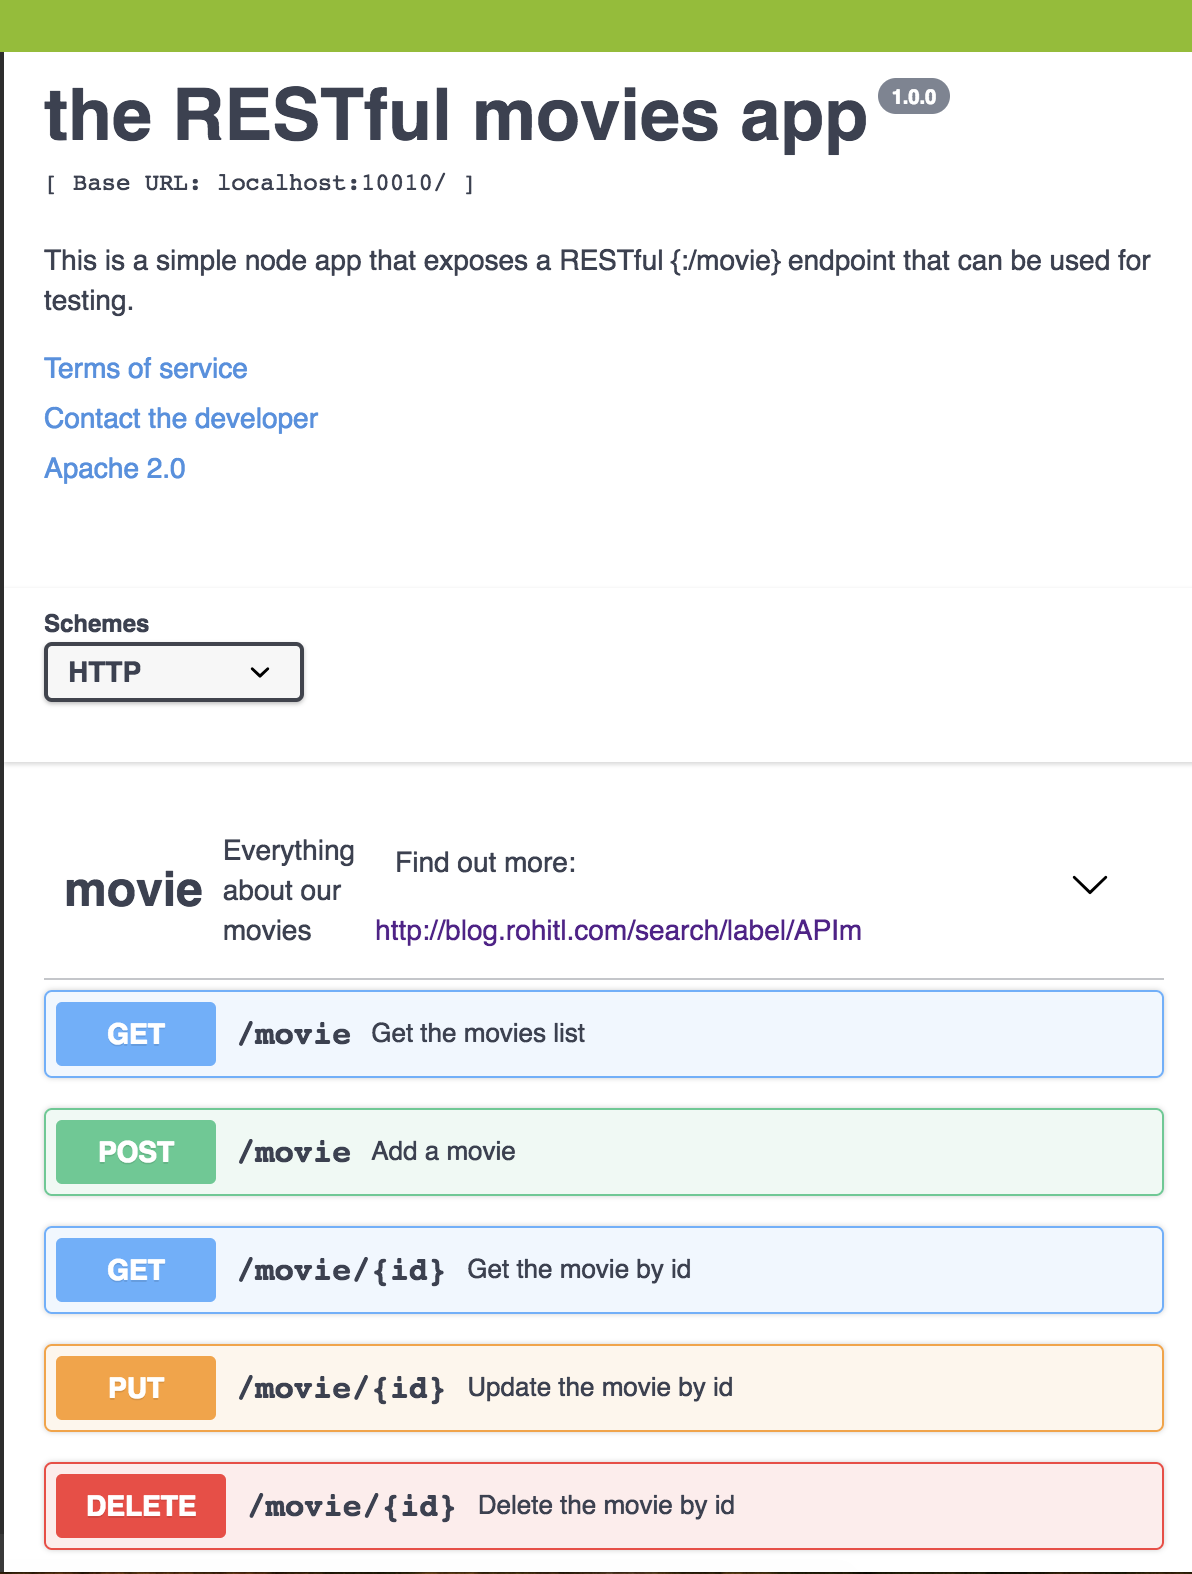 the RESTful movies app 1.0.0
[ Base URL: localhost:10010/ ]
This is a simple node app that exposes a RESTful {:/movie} endpoint that can be used for
testing.
Terms of service
Contact the developer
Apache 2.0
Schemes
HTTP
movie
Everything
about our
movies
Find out more:
http://blog.rohitl.com/search/label/APIm
GET /movie Get the movies list
POST /movie Add a movie
GET /movie/{id} Get the movie by id
PUT /movie/{id} Update the movie by id
DELETE /movie/{id} Delete the movie by id